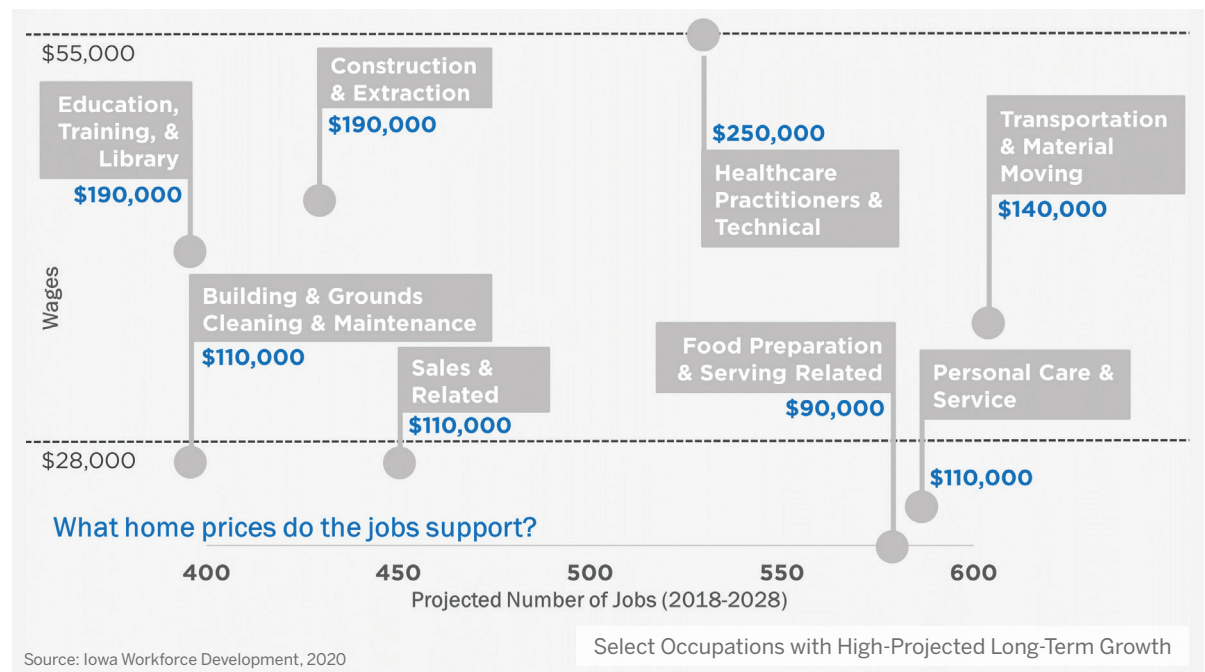 $55,000
Education,
Training, &
Library
$190,000
Construction
& Extraction
$190,000
$250,000
Healthcare
Practitioners &
Technical
Transportation
& Material
Moving
$140,000
Wages
Building & Grounds
Cleaning & Maintenance
$110,000
Sales &
Related
$110,000
Food Preparation
& Serving Related
$90,000
Personal Care &
Service
$110,000
$28,000
What home prices do the jobs support?
400 450 500 550 600
Projected Number of Jobs (2018-2028)
Select Occupations with High-Projected Long-Term Growth
Source: Iowa Workforce Development, 2020